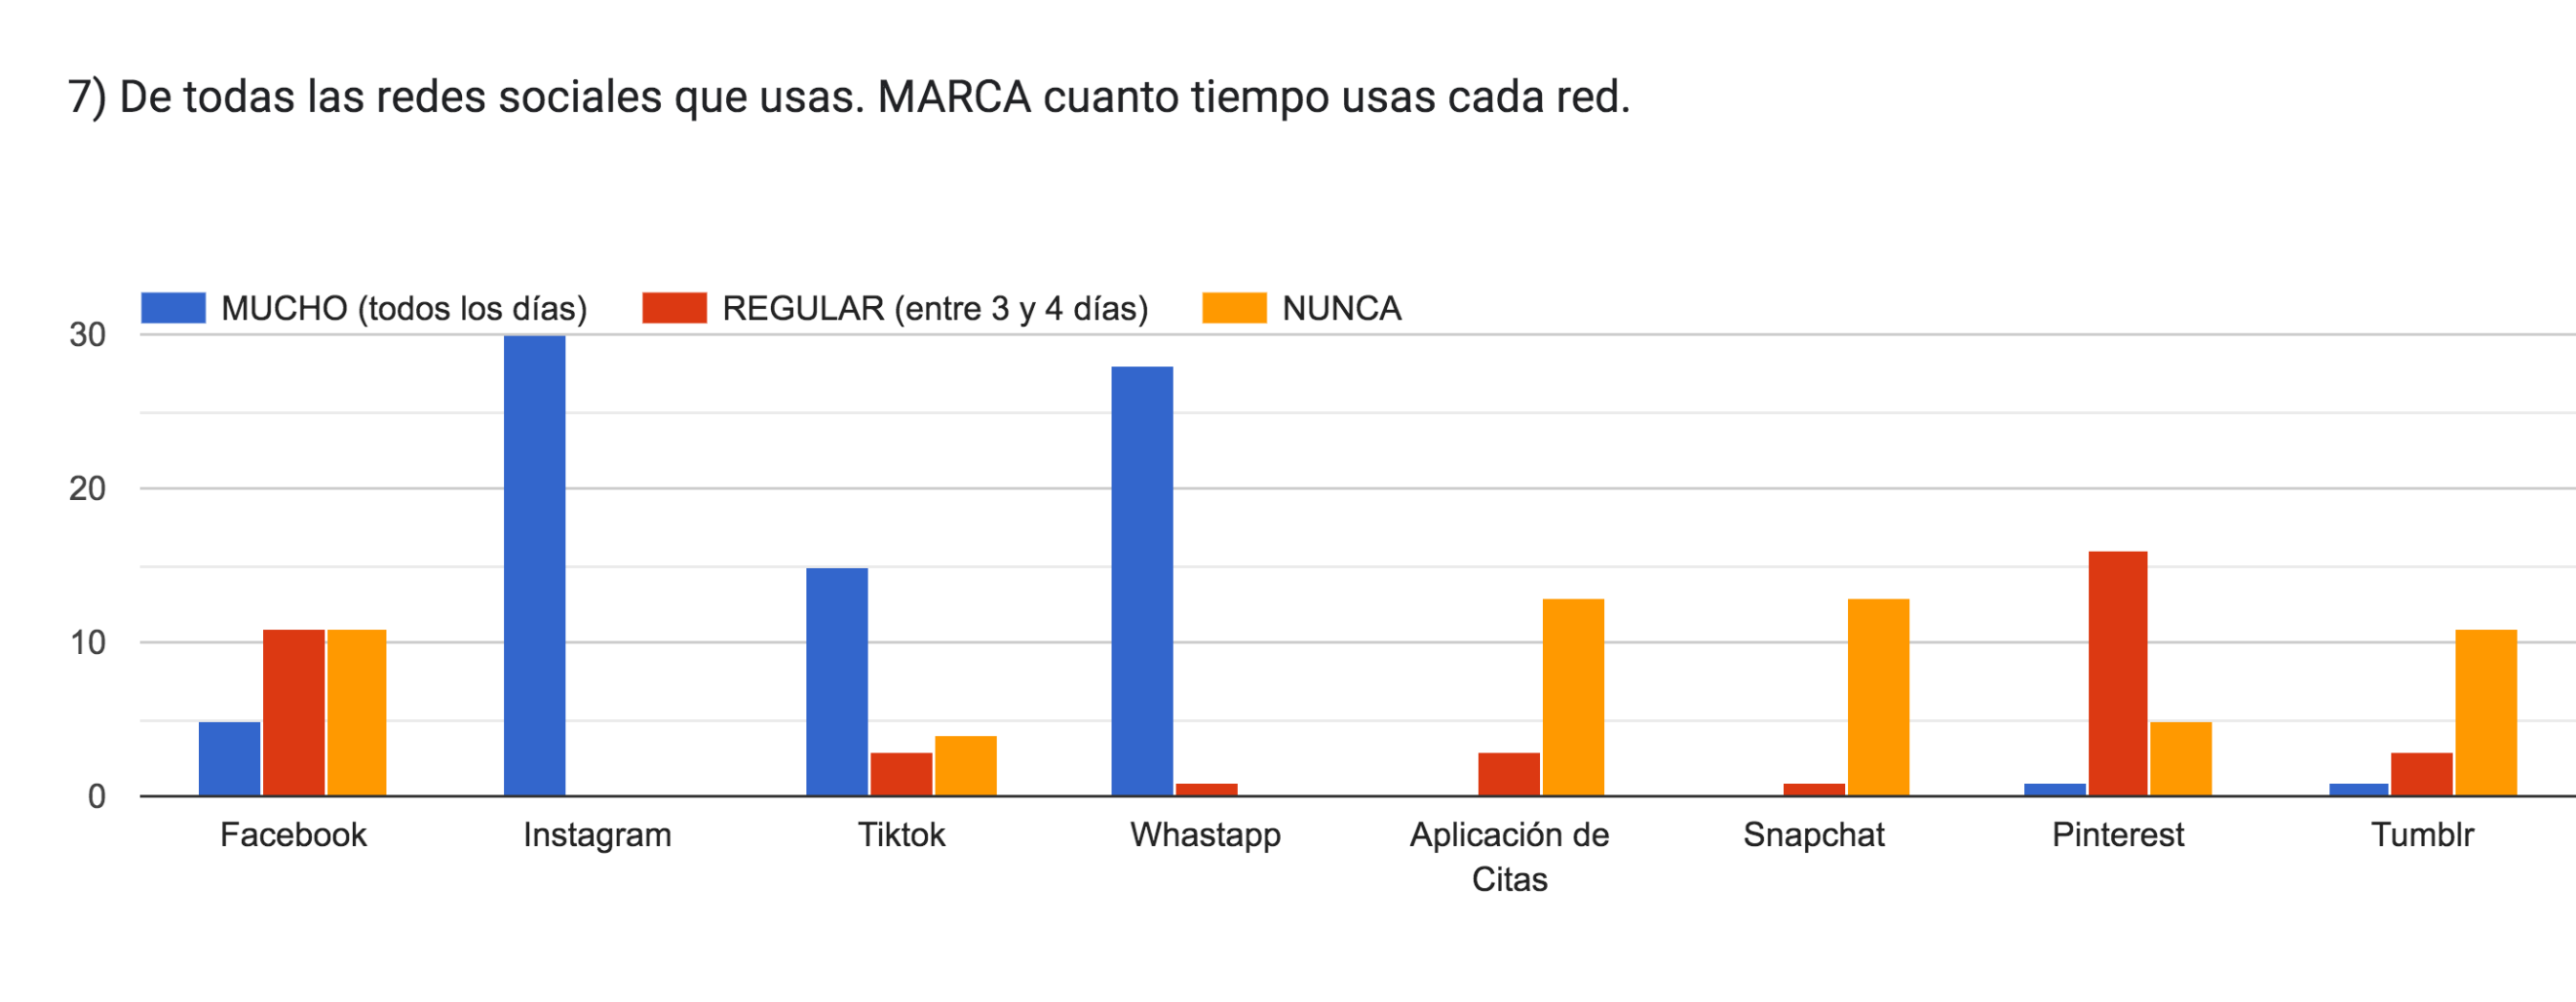 7) De todas las redes sociales que usas. MARCA cuanto tiempo usas cada red.
MUCHO (todos los días) REGULAR (entre 3 y 4 días) NUNCA
30
20
10
0
Facebook Instagram Tiktok Whastapp Aplicación de Citas Snapchat Pinterest Tumblr